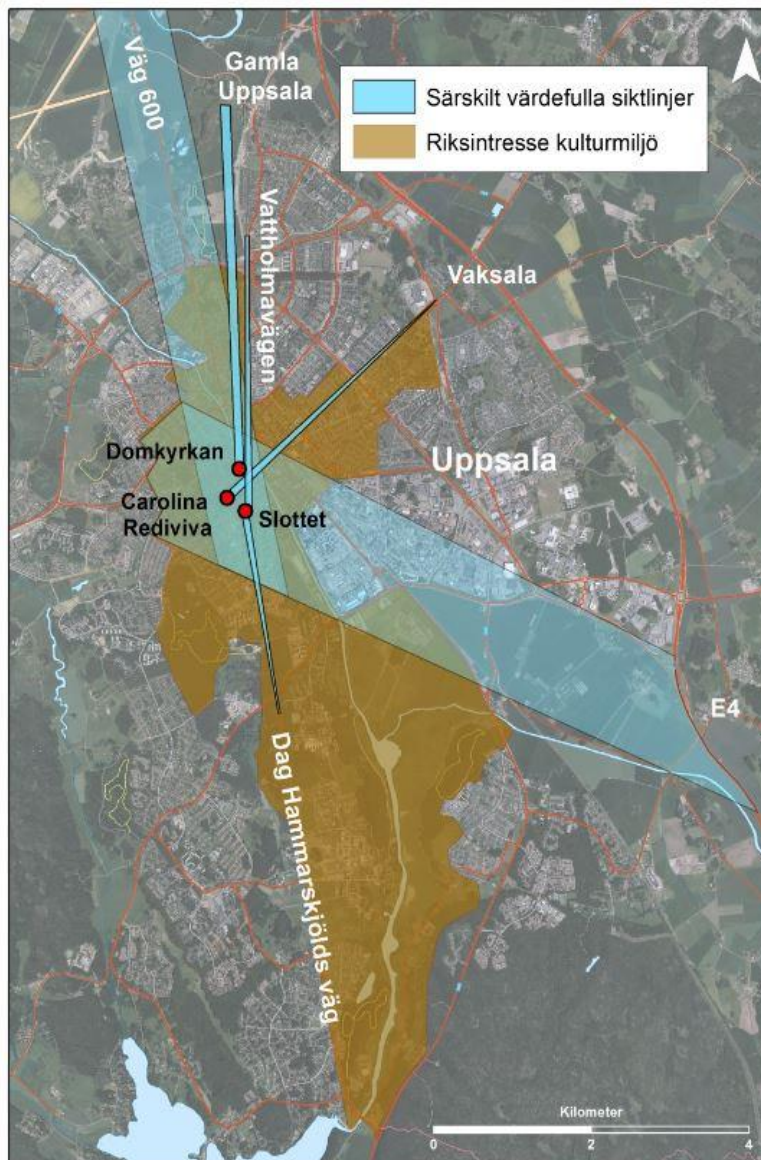 N
Gamla
Uppsala
Väg 600
Särskilt värdefulla siktlinjer
Riksintresse kulturmiljö
Vattholmavägen
Vaksala
Domkyrkan
Uppsala
Carolina
Rediviva
Slottet
E4
Dag Hammarskjölds väg
Kilometer
0 2 4